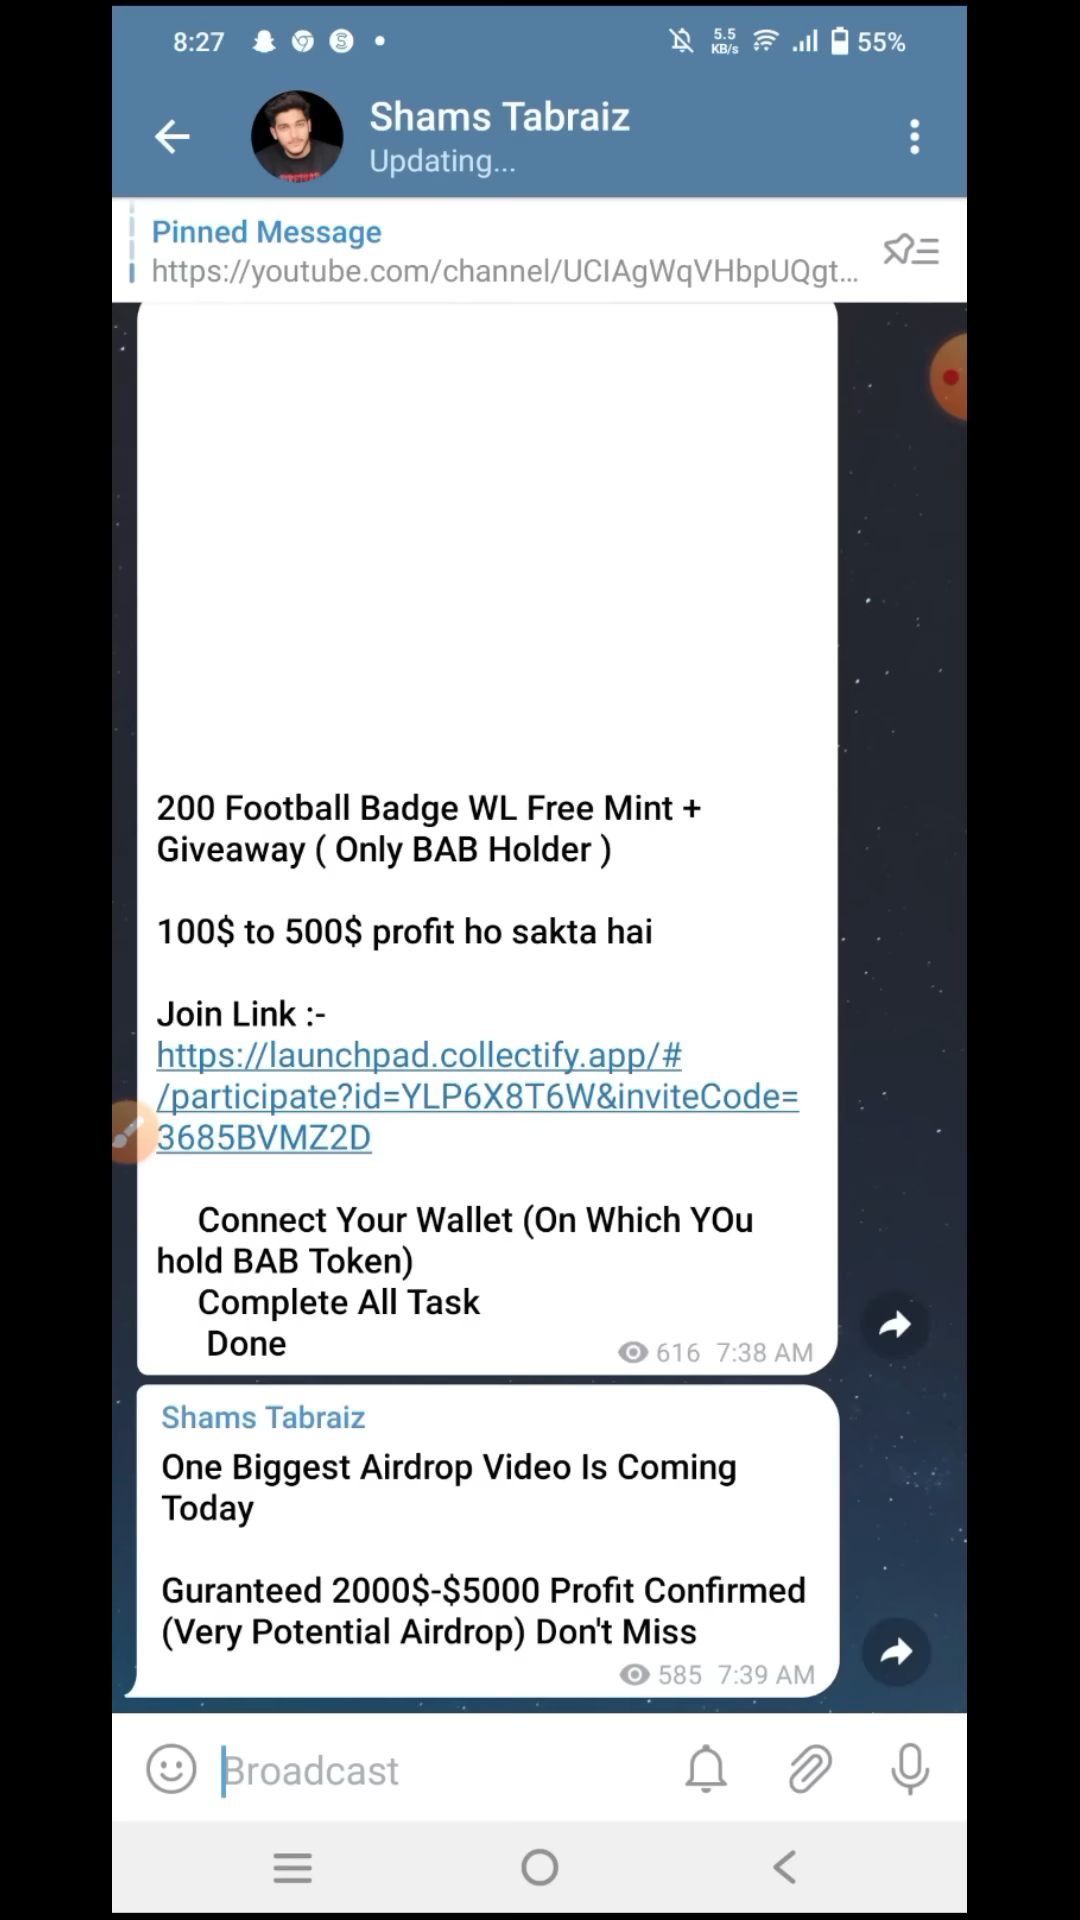 8:27
5.5
KB/s
55%
Shams Tabraiz
Updating...
Pinned Message
https://youtube.com/channel/UCIAgWqVHbpUQgt...
200 Football Badge WL Free Mint +
Giveaway ( Only BAB Holder )
100$ to 500$ profit ho sakta hai
Join Link :-
https://launchpad.collectify.app/#
/participate?id=YLP6X8T6W&inviteCode=
3685BVMZ2D
Connect Your Wallet (On Which YOu
hold BAB Token)
Complete All Task
Done
616 7:38 AM
Shams Tabraiz
One Biggest Airdrop Video Is Coming
Today
Guranteed 2000$-$5000 Profit Confirmed
(Very Potential Airdrop) Don't Miss
585 7:39 AM
Broadcast